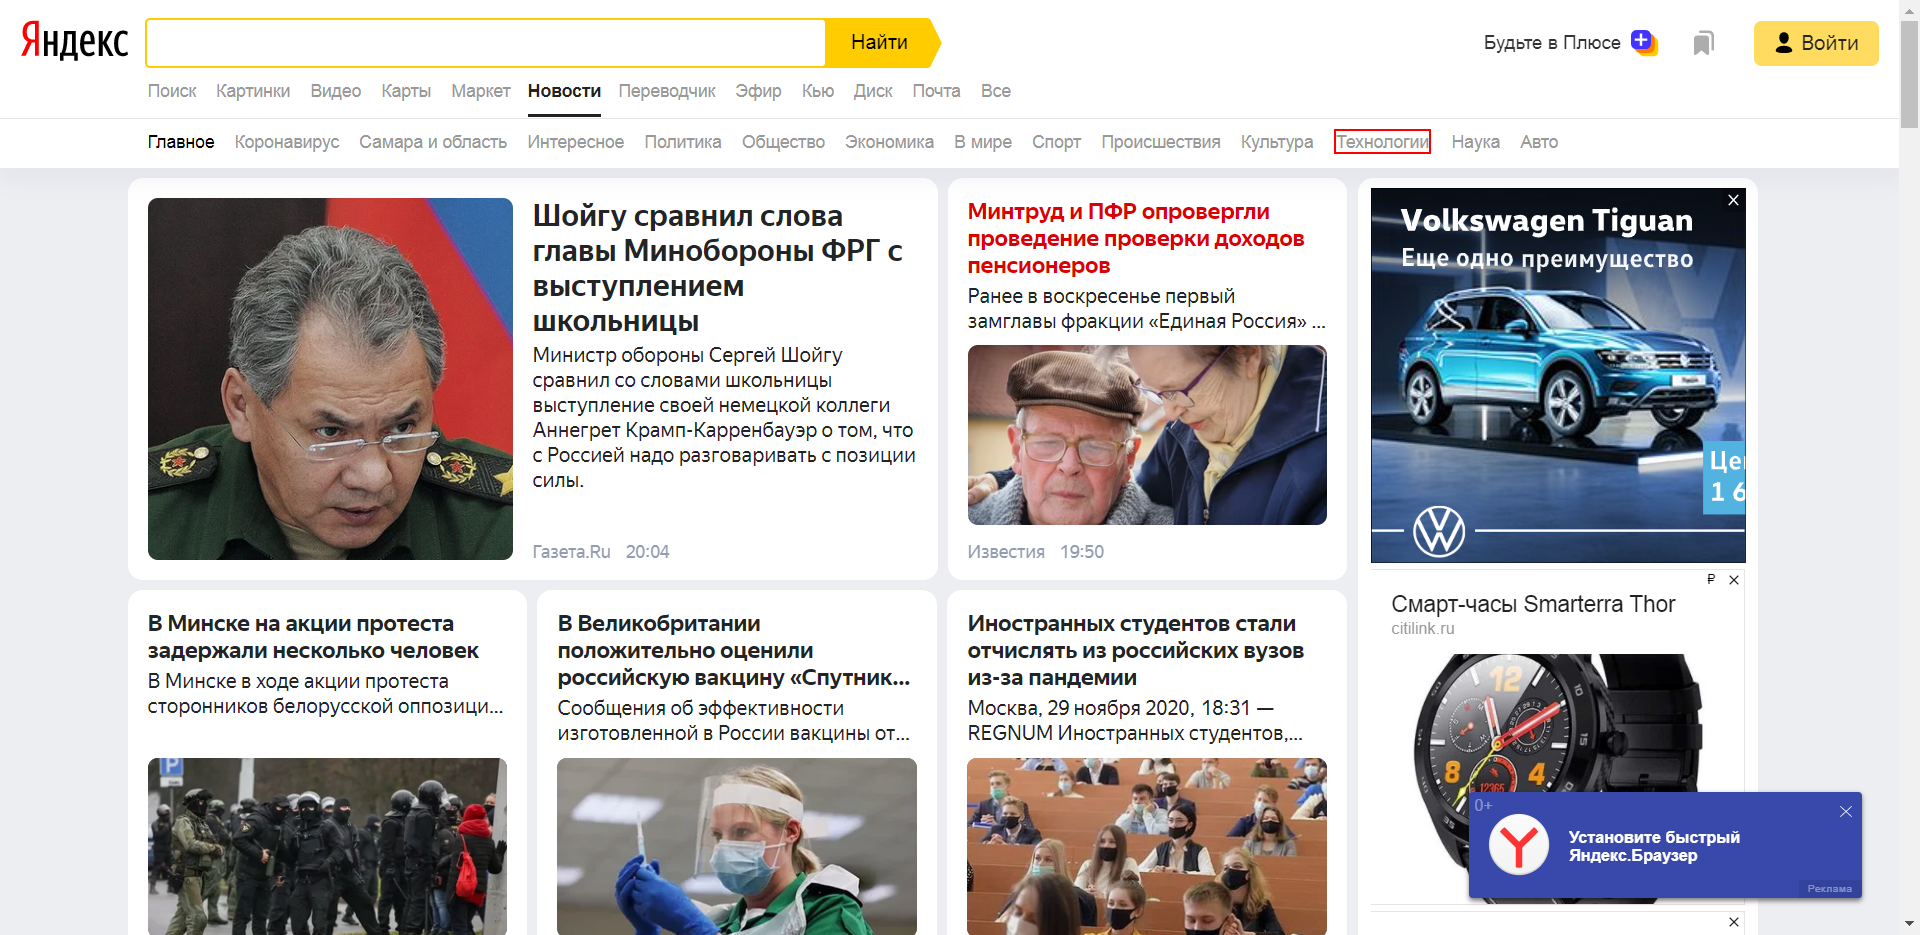 Яндекс
Найти
Будьте в Плюсе
Войти
Поиск Картинки Видео Карты Маркет Новости Переводчик Эфир Кью Диск Почта Все
Главное Коронавирус Самара и область Интересное Политика Общество Экономика В мире Спорт Происшествия Культура Технологии Наука Авто
Шойгу сравнил слова
главы Минобороны ФРГ с
выступлением
школьницы
Министр обороны Сергей Шойгу
сравнил со словами школьницы
выступление своей немецкой коллеги
Аннегрет Крамп-Карренбауэр о том, что
с Россией надо разговаривать с позиции
силы.
Газета.Ru 20:04
Минтруд и ПФР опровергли
проведение проверки доходов
пенсионеров
Ранее в воскресенье первый
замглавы фракции «Единая Россия» ...
Известия 19:50
Volkswagen Tiguan
Еще одно преимущество
Це
1 6
₽
Смарт-часы Smarterra Thor
citilink.ru
12
8
4
12365
10
15
В Минске на акции протеста
задержали несколько человек
В Минске в ходе акции протеста
сторонников белорусской оппозици...
P
В Великобритании
положительно оценили
российскую вакцину «Спутник...
Сообщения об эффективности
изготовленной в России вакцины от...
Иностранных студентов стали
отчислять из российских вузов
из-за пандемии
Москва, 29 ноября 2020, 18:31 —
REGNUM Иностранных студентов,...
0+
Установите быстрый
Яндекс.Браузер
Реклама